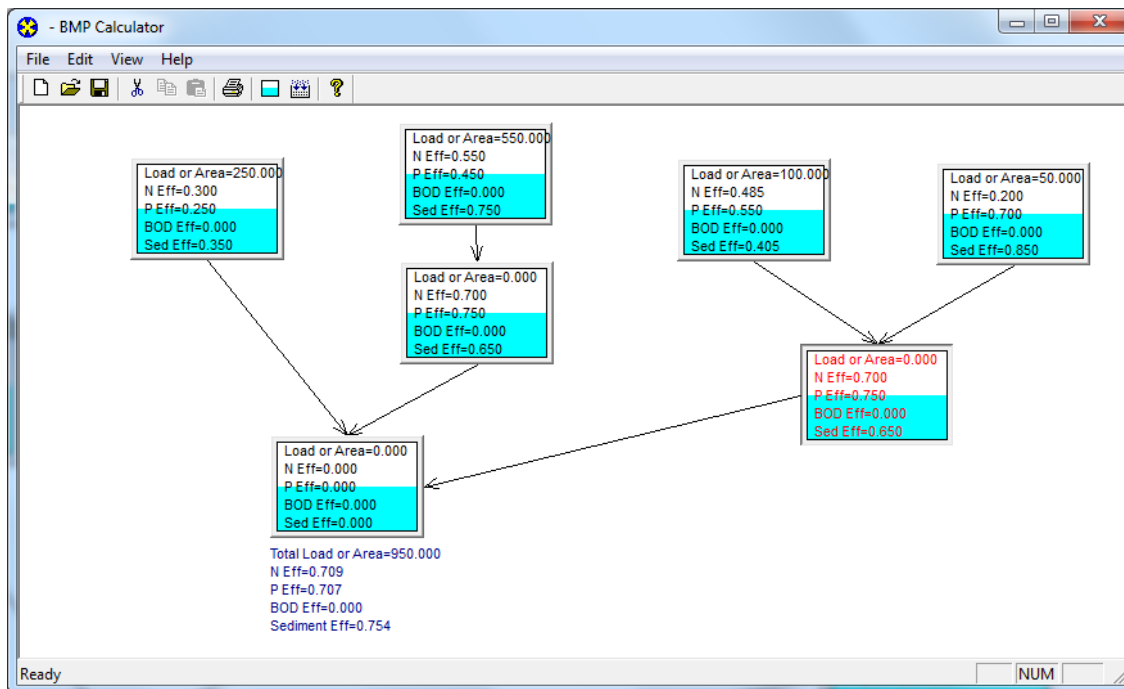 - BMP Calculator
File Edit View Help
Load or Area=250.000
N Eff=0.300
P Eff=0.250
BOD Eff=0.000
Sed Eff=0.350
Load or Area=550.000
N Eff=0.550
P Eff=0.450
BOD Eff=0.000
Sed Eff=0.750
Load or Area=100.000
N Eff=0.485
P Eff=0.550
BOD Eff=0.000
Sed Eff=0.405
Load or Area=50.000
N Eff=0.200
P Eff=0.700
BOD Eff=0.000
Sed Eff=0.850
Load or Area=0.000
N Eff=0.700
P Eff=0.750
BOD Eff=0.000
Sed Eff=0.650
Load or Area=0.000
N Eff=0.700
P Eff=0.750
BOD Eff=0.000
Sed Eff=0.650
Load or Area=0.000
N Eff=0.000
P Eff=0.000
BOD Eff=0.000
Sed Eff=0.000
Total Load or Area=950.000
N Eff=0.709
P Eff=0.707
BOD Eff=0.000
Sediment Eff=0.754
Ready
NUM